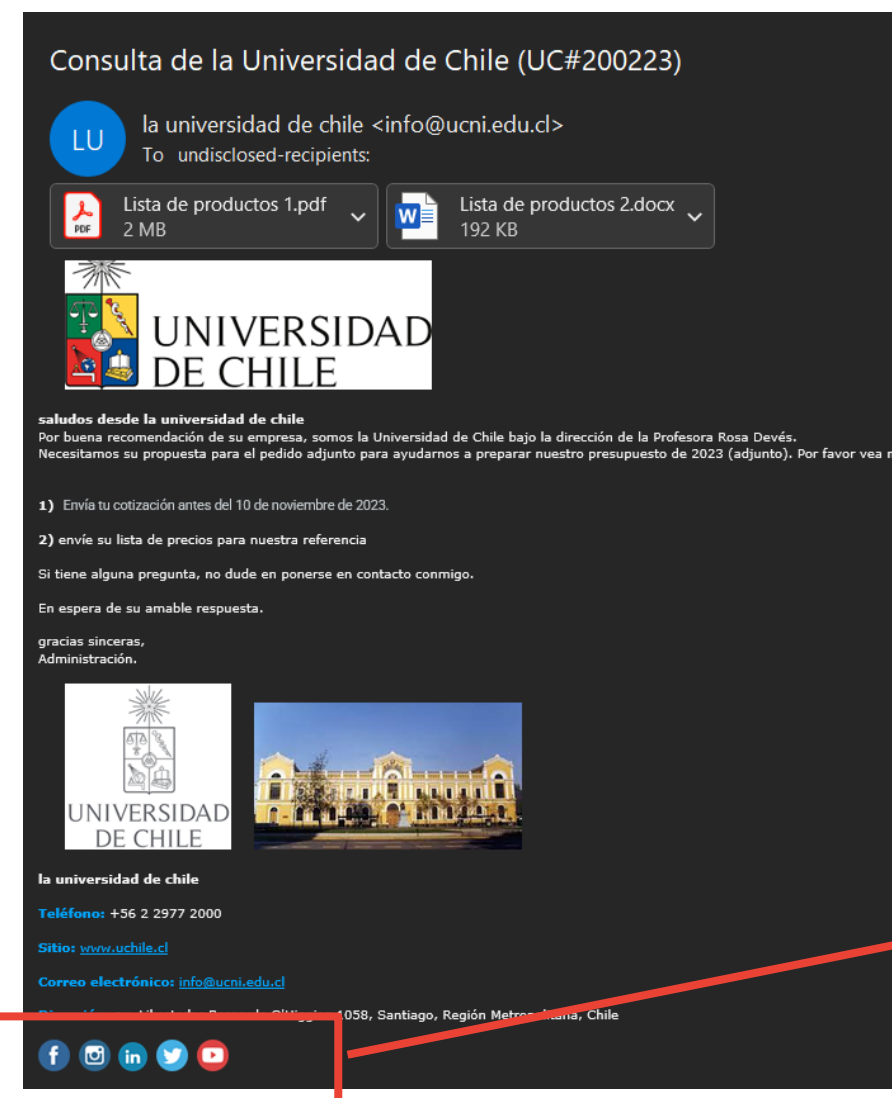 Consulta de la Universidad de Chile (UC#200223)
LU
la universidad de chile <info@ucni.edu.cl>
To undisclosed-recipients:
PDF
Lista de productos 1.pdf
2 MB
W
Lista de productos 2.docx
192 KB
UNIVERSIDAD
DE CHILE
saludos desde la universidad de chile
Por buena recomendación de su empresa, somos la Universidad de Chile bajo la dirección de la Profesora Rosa Devés.
Necesitamos su propuesta para el pedido adjunto para ayudarnos a preparar nuestro presupuesto de 2023 (adjunto). Por favor vea
1) Envía tu cotización antes del 10 de noviembre de 2023.
2) envíe su lista de precios para nuestra referencia
Si tiene alguna pregunta, no dude en ponerse en contacto conmigo.
En espera de su amable respuesta.
gracias sinceras,
Administración.
UNIVERSIDAD
DE CHILE
la universidad de chile
Teléfono: +56 2 2977 2000
Sitio: www.uchile.cl
Correo electrónico: info@ucni.edu.cl
1058, Santiago, Región Metropolitana, Chile
f in